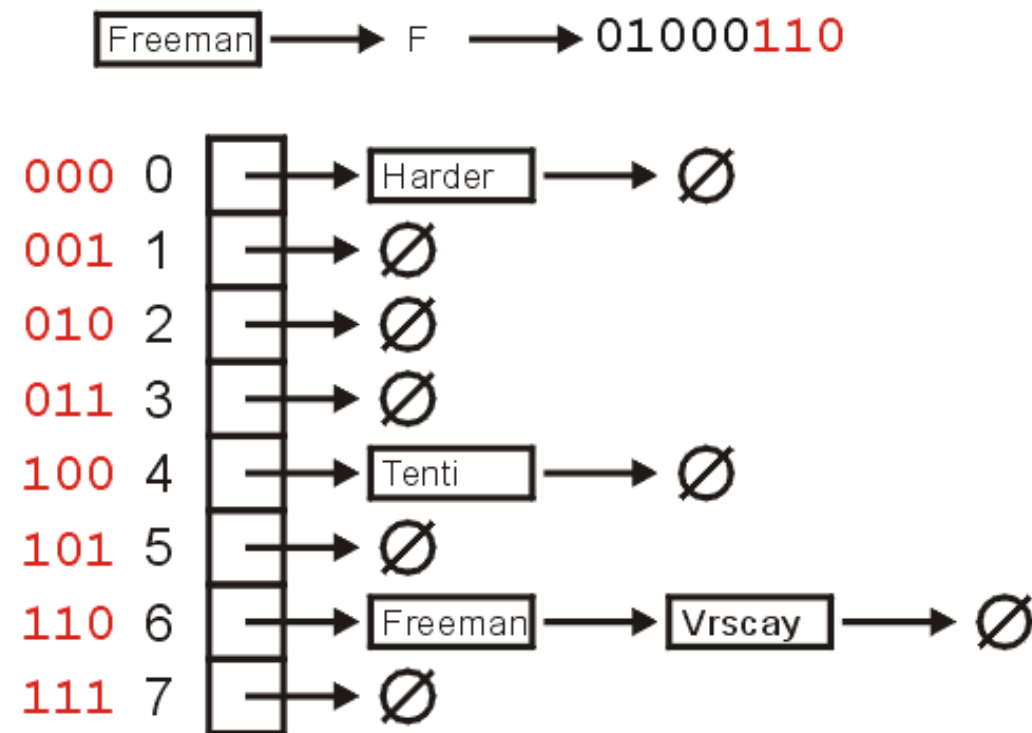 Freeman F 01000110
000 0 Harder Ø
001 1 Ø
010 2 Ø
011 3 Ø
100 4 Tenti Ø
101 5 Ø
110 6 Freeman Vrscay Ø
111 7 Ø